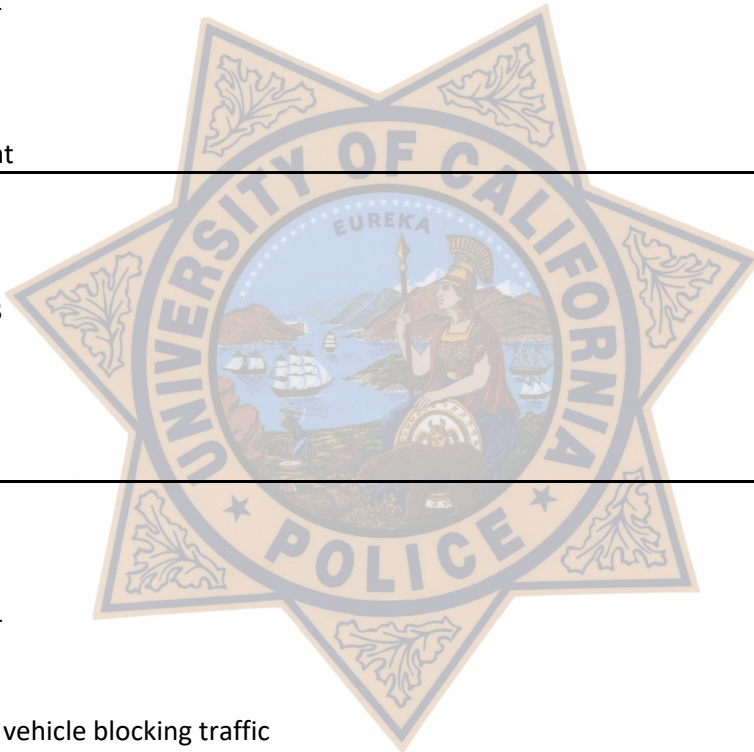 nt
UNIVERSITY OF CALIFORNIA
EUREKA
POLICE
vehicle blocking traffic